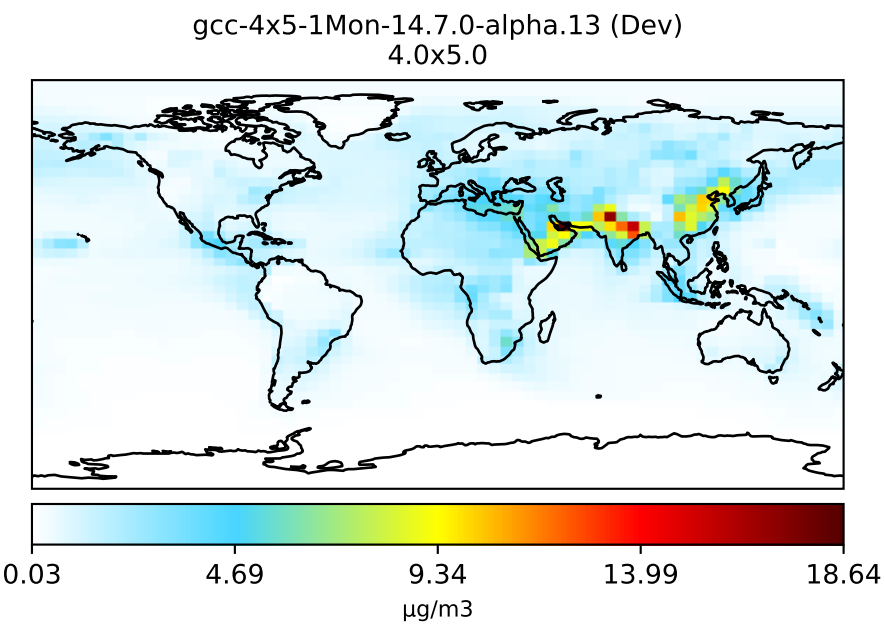 gcc-4x5-1Mon-14.7.0-alpha.13 (Dev)
4.0x5.0
0.03 4.69 9.34 13.99 18.64
μg/m3